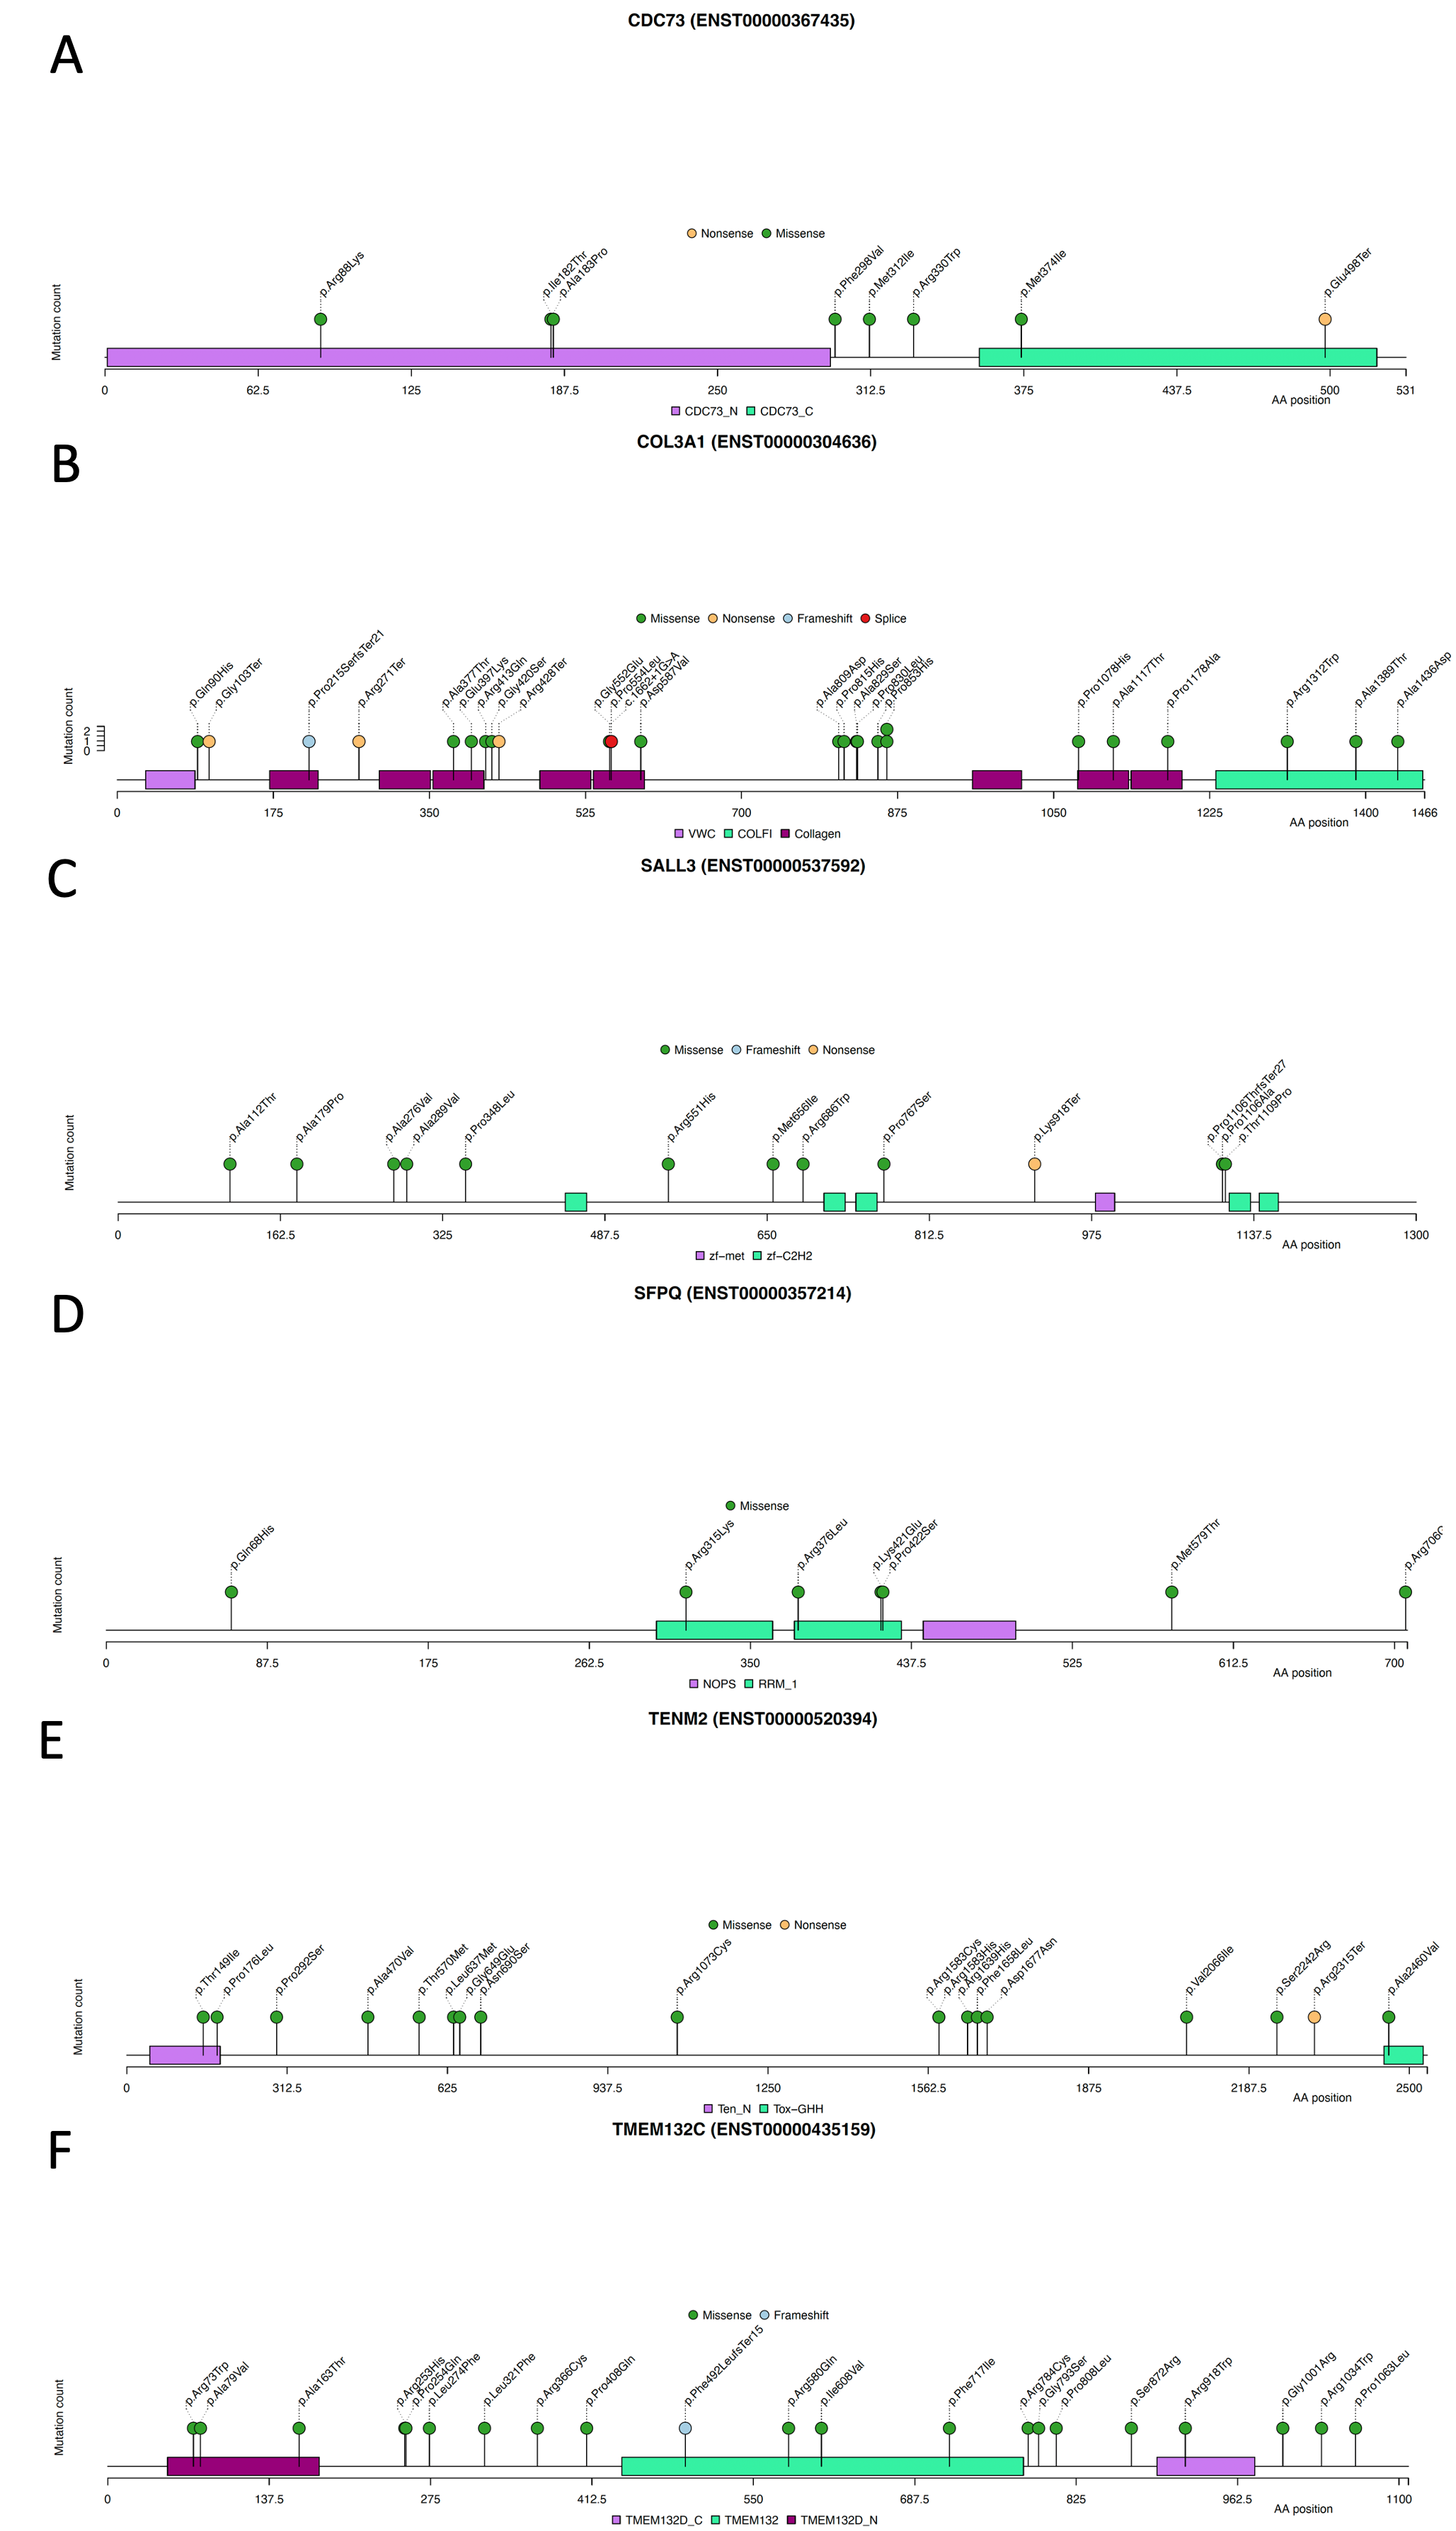 CDC73 (ENST00000367435)
A
Nonsense Missense
p.Arg88Lys
p.Ile182Thr
p.Ala183Pro
p.Phe298Val
p.Met312Ile
p.Arg330Trp
p.Met374Ile
p.Glu498Ter
Mutation count
0 62.5 125 187.5 250 312.5 375 437.5 500 531
AA position
CDC73_N CDC73_C
COL3A1 (ENST00000304636)
B
Missense Nonsense Frameshift Splice
p.Gln90His
p.Gly103Ter
p.Pro215SerfsTer21
p.Arg271Ter
p.Ala377Thr
p.Glu397Lys
p.Arg413Gln
p.Gly420Ser
p.Arg428Ter
p.Gly552Glu
p.Pro554Leu
c.1662+1G>A
p.Asp587Val
p.Ala809Asp
p.Pro815His
p.Ala829Ser
p.Pro830Leu
p.Pro853His
p.Pro1078His
p.Ala1117Thr
p.Pro1178Ala
p.Arg1312Trp
p.Ala1389Thr
p.Ala1436Asp
Mutation count
2
1
0
0 175 350 525 700 875 1050 1225 1400 1466
AA position
VWC COLFI Collagen
SALL3 (ENST00000537592)
C
Missense Frameshift Nonsense
p.Ala112Thr
p.Ala179Pro
p.Ala276Val
p.Ala289Val
p.Pro348Leu
p.Arg551His
p.Met656Ile
p.Arg686Trp
p.Pro767Ser
p.Lys918Ter
p.Pro1106ThrfsTer27
p.Pro1106Ala
p.Thr1109Pro
Mutation count
0 162.5 325 487.5 650 812.5 975 1137.5 1300
AA position
zf−met zf−C2H2
SFPQ (ENST00000357214)
D
Missense
p.Gln68His
p.Arg315Lys
p.Arg376Leu
p.Lys421Glu
p.Pro422Ser
p.Met579Thr
Mutation count
0 87.5 175 262.5 350 437.5 525 612.5 700
AA position
NOPS RRM_1
TENM2 (ENST00000520394)
E
Missense Nonsense
p.Thr149Ile
p.Pro176Leu
p.Pro292Ser
p.Ala470Val
p.Thr570Met
p.Leu637Met
p.Gly649Glu
p.Asn690Ser
p.Arg1073Cys
p.Arg1583Cys
p.Arg1583His
p.Arg1639His
p.Phe1658Leu
p.Asp1677Asn
p.Val2066Ile
p.Ser2242Arg
p.Arg2315Ter
p.Ala2460Val
Mutation count
0 312.5 625 937.5 1250 1562.5 1875 2187.5 2500
AA position
Ten_N Tox−GHH
TMEM132C (ENST00000435159)
F
Missense Frameshift
p.Arg73Trp
p.Ala79Val
p.Ala163Thr
p.Arg253His
p.Pro254Gln
p.Leu274Phe
p.Leu321Phe
p.Arg366Cys
p.Pro408Gln
p.Phe492LeufsTer15
p.Arg580Gln
p.Ile608Val
p.Phe717Ile
p.Arg784Cys
p.Gly793Ser
p.Pro808Leu
p.Ser872Arg
p.Arg918Trp
p.Gly1001Arg
p.Arg1034Trp
p.Pro1063Leu
Mutation count
0 137.5 275 412.5 550 687.5 825 962.5 1100
AA position
TMEM132D_C TMEM132 TMEM132D_N